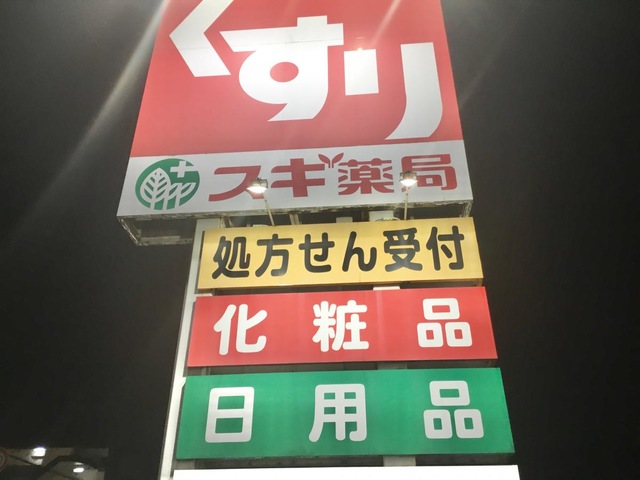 くすり
スギ薬局
処方せん受付
化粧品
日用品